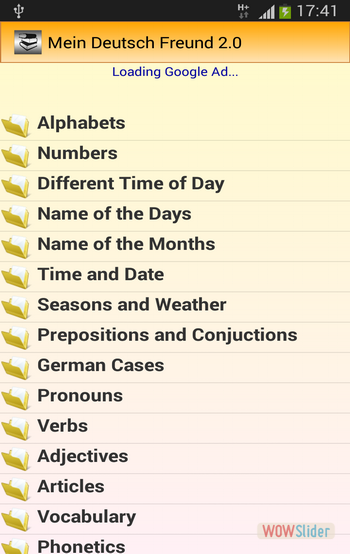 H+ 17:41
Mein Deutsch Freund 2.0
Loading Google Ad...
Alphabets
Numbers
Different Time of Day
Name of the Days
Name of the Months
Time and Date
Seasons and Weather
Prepositions and Conjuctions
German Cases
Pronouns
Verbs
Adjectives
Articles
Vocabulary
WOWSlider
Phonetics